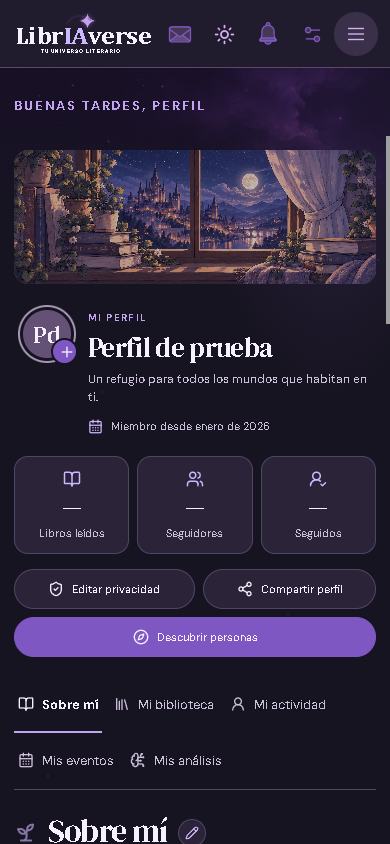 LibrIAverse
TU UNIVERSO LITERARIO
BUENAS TARDES, PERFIL
Pd
MI PERFIL
Perfil de prueba
Un refugio para todos los mundos que habitan en
ti.
Miembro desde enero de 2026
— — —
Libros leídos Seguidores Seguidos
Editar privacidad Compartir perfil
Descubrir personas
Sobre mí Mi biblioteca Mi actividad
Mis eventos Mis análisis
Sobre mí